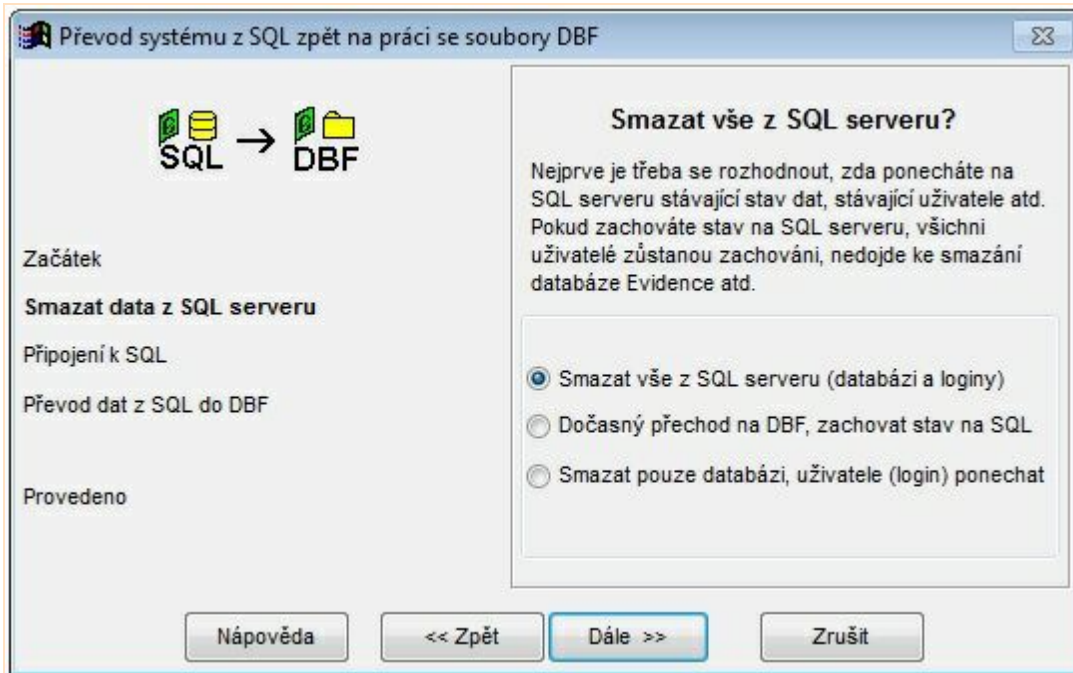 Převod systému z SQL zpět na práci se soubory DBF
SQL → DBF
Začátek
Smazat data z SQL serveru
Připojení k SQL
Převod dat z SQL do DBF
Provedeno
Smazat vše z SQL serveru?
Nejprve je třeba se rozhodnout, zda ponecháte na
SQL serveru stávající stav dat, stávající uživatele atd.
Pokud zachováte stav na SQL serveru, všichni
uživatelé zůstanou zachováni, nedojde ke smazání
databáze Evidence atd.
Smazat vše z SQL serveru (databázi a loginy)
Dočasný přechod na DBF, zachovat stav na SQL
Smazat pouze databázi, uživatele (login) ponechat
Nápověda
<< Zpět
Dále >>
Zrušit